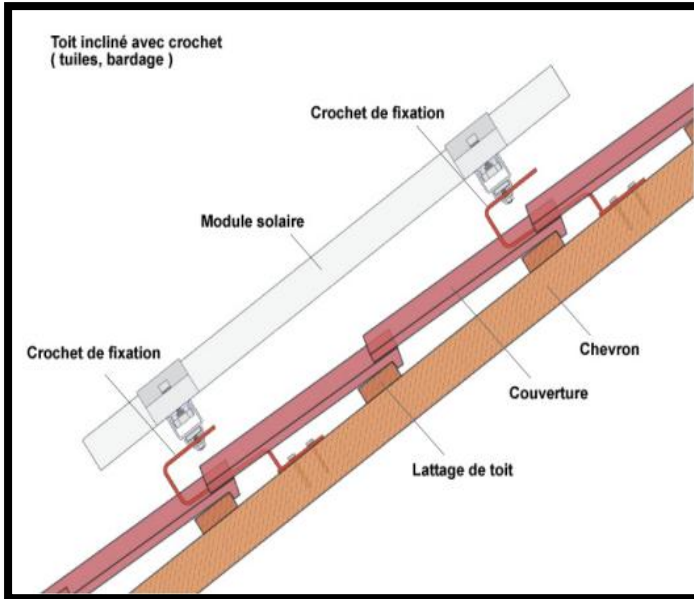 Toit incliné avec crochet
( tuiles, bardage )
Crochet de fixation
Module solaire
Crochet de fixation
Chevron
Couverture
Lattage de toit